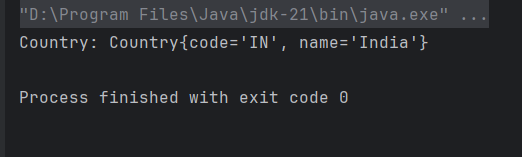 "D:\Program Files\Java\jdk-21\bin\java.exe" ...
Country: Country{code='IN', name='India'}
Process finished with exit code 0